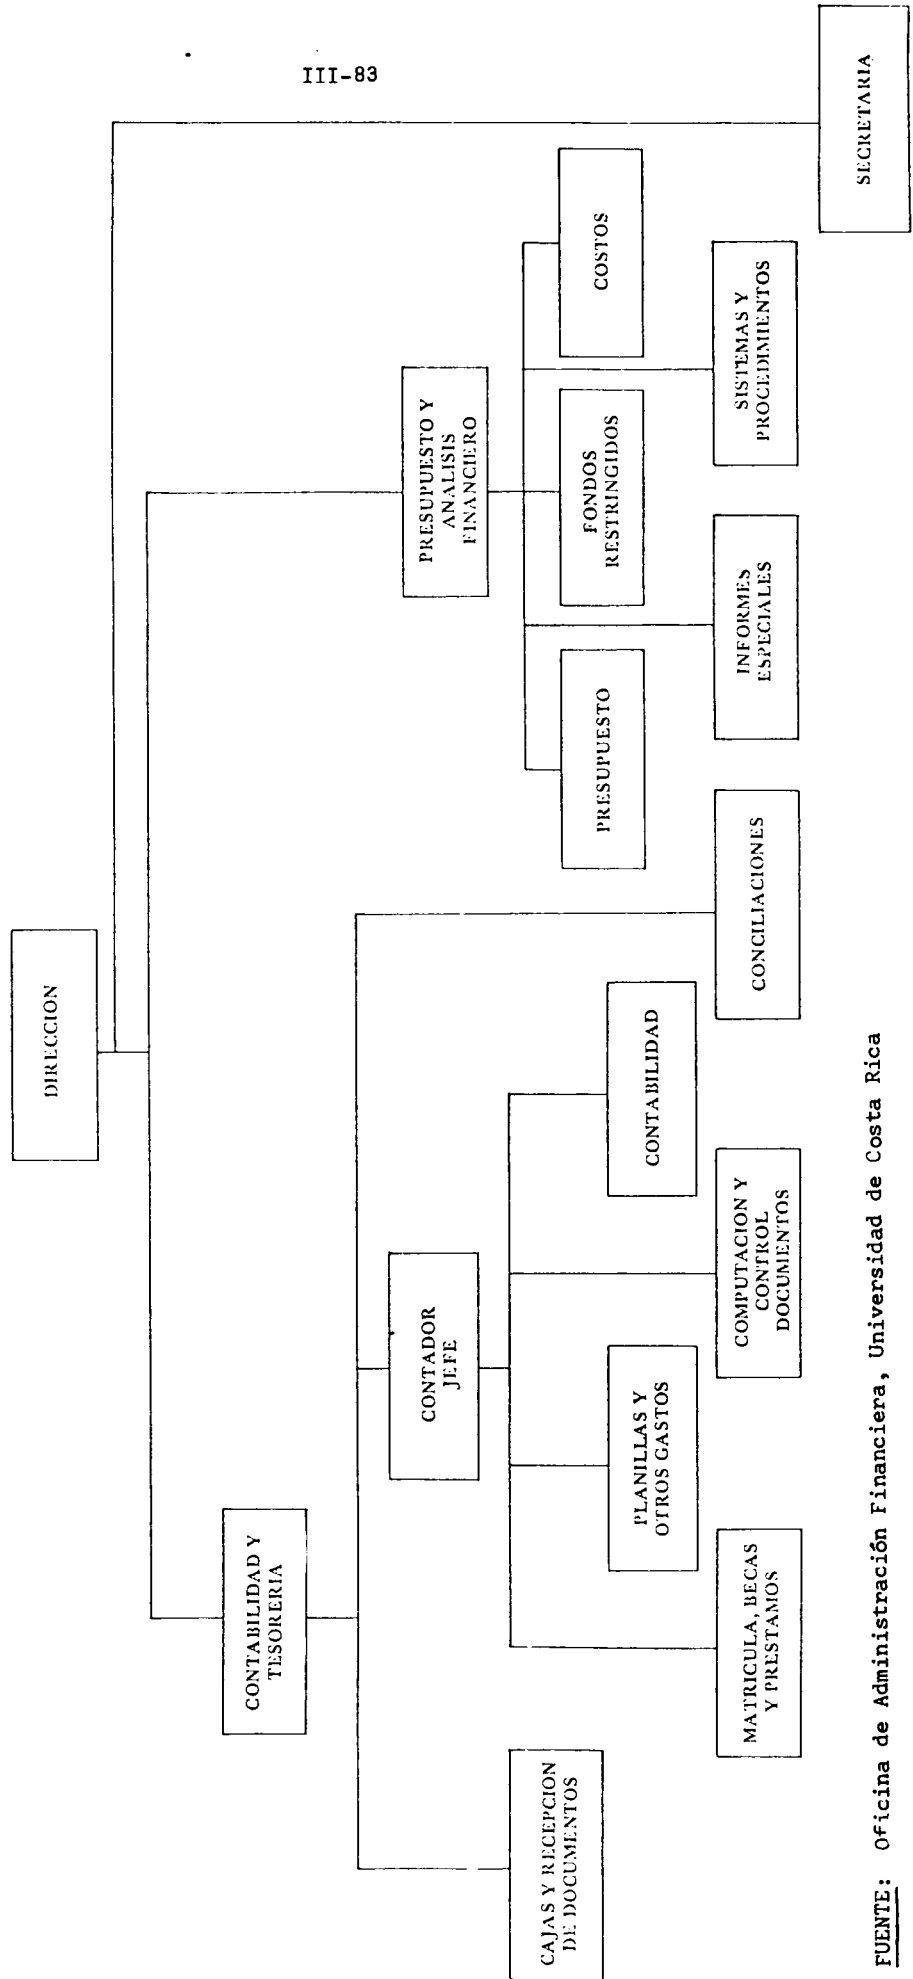 III-83
DIRECCION
SECRETARIA
CONTABILIDAD Y
TESORERIA
PRESUPUESTO Y
ANALISIS
FINANCIERO
CAJAS Y RECEPCION
DE DOCUMENTOS
CONTADOR
JEFE
CONCILIACIONES
MATRICULA, BECAS
Y PRESTAMOS
PLANILLAS Y
OTROS GASTOS
COMPUTACION Y
CONTROL
DOCUMENTOS
CONTABILIDAD
PRESUPUESTO
INFORMES
ESPECIALES
FONDOS
RESTRINGIDOS
SISTEMAS Y
PROCEDIMIENTOS
COSTOS
FUENTE: Oficina de Administración Financiera, Universidad de Costa Rica